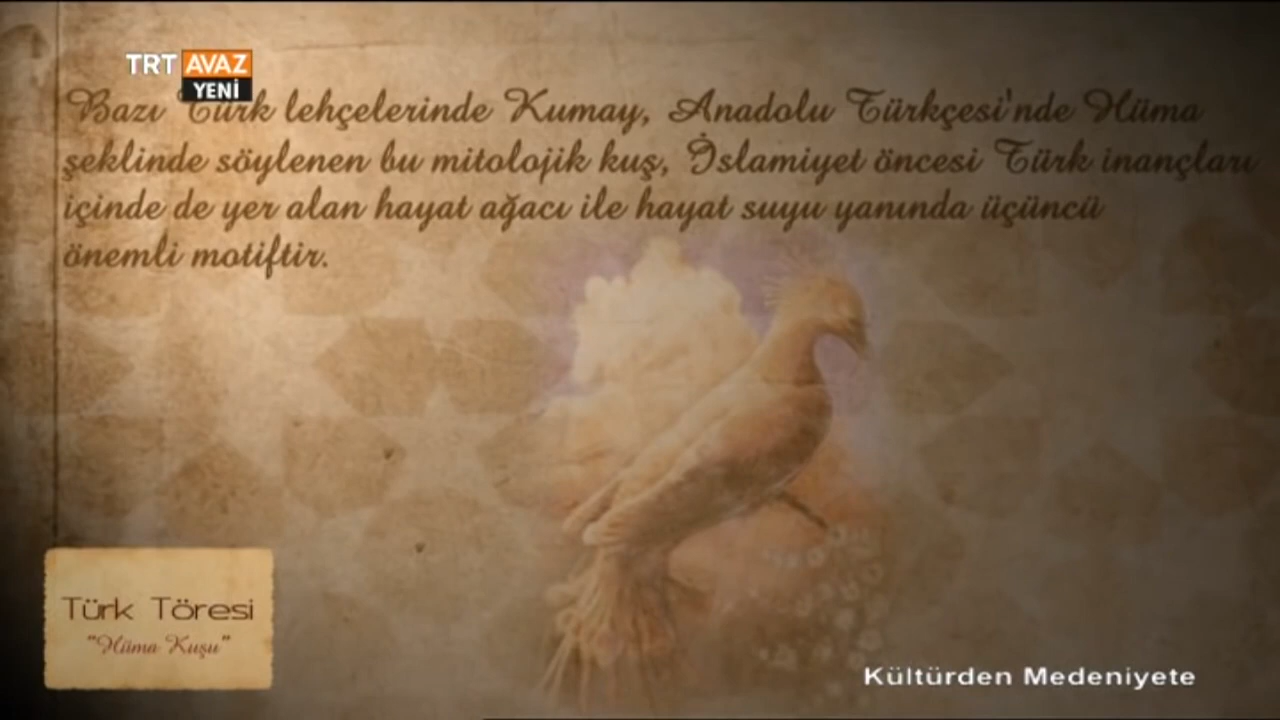 TRT AVAZ
YENİ
Bazı Türk lehçelerinde Kumay, Anadolu Türkçesi'nde Hüma
şeklinde söylenen bu mitolojik kuş, İslamiyet öncesi Türk inançları
içinde de yer alan hayat ağacı ile hayat suyu yanında üçüncü
önemli motiftir.
Türk Töresi
"Hüma Kuşu"
Kültürden Medeniyete